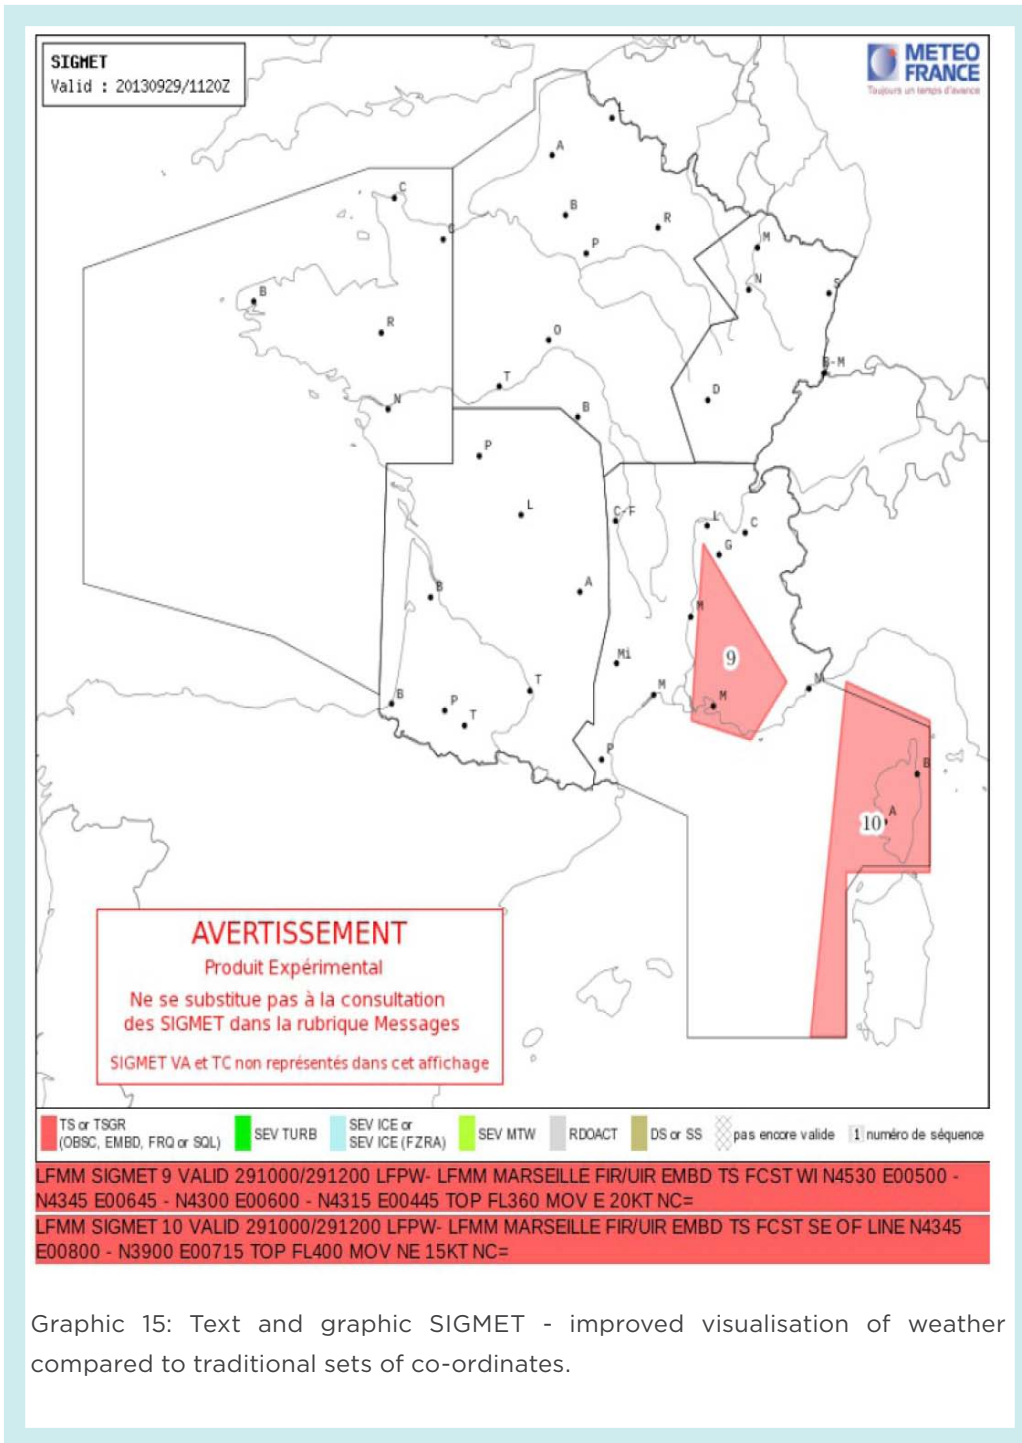 SIGMET
Valid : 20130929/1120Z
METEO
FRANCE
Toujours un temps d'avance
L
A
C
B
R
C
P
M
N
S
B
R
O
T
B-M
N
B
D
P
L
C-F
L
C
G
B
A
M
Mi
9
B
P
T
T
M
M
N
P
B
A
10
AVERTISSEMENT
Produit Expérimental
Ne se substitue pas à la consultation
des SIGMET dans la rubrique Messages
SIGMET VA et TC non représentés dans cet affichage
TS or TSGR
(OBSC, EMBD, FRQ or SQL)
SEV TURB
SEV ICE or
SEV ICE (FZRA)
SEV MTW
RDOACT
DS or SS
pas encore valide
1 numéro de séquence
LFMM SIGMET 9 VALID 291000/291200 LFPW- LFMM MARSEILLE FIR/UIR EMBD TS FCST WI N4530 E00500 -
N4345 E00645 - N4300 E00600 - N4315 E00445 TOP FL360 MOV E 20KT NC=
LFMM SIGMET 10 VALID 291000/291200 LFPW- LFMM MARSEILLE FIR/UIR EMBD TS FCST SE OF LINE N4345
E00800 - N3900 E00715 TOP FL400 MOV NE 15KT NC=
Graphic 15: Text and graphic SIGMET - improved visualisation of weather
compared to traditional sets of co-ordinates.